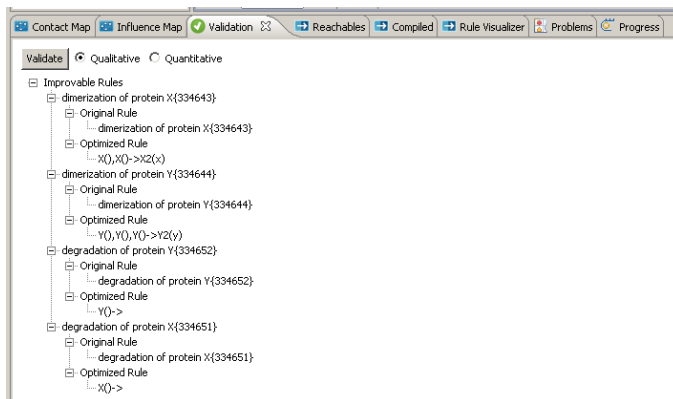 Contact Map Influence Map Validation Reachables Compiled Rule Visualizer Problems Progress
Validate Qualitative Quantitative
Improvable Rules
dimerization of protein X{334643}
Original Rule
dimerization of protein X{334643}
Optimized Rule
X(),X()->X2(x)
dimerization of protein Y{334644}
Original Rule
dimerization of protein Y{334644}
Optimized Rule
Y(),Y(),Y()->Y2(y)
degradation of protein Y{334652}
Original Rule
degradation of protein Y{334652}
Optimized Rule
Y()->
degradation of protein X{334651}
Original Rule
degradation of protein X{334651}
Optimized Rule
X()->